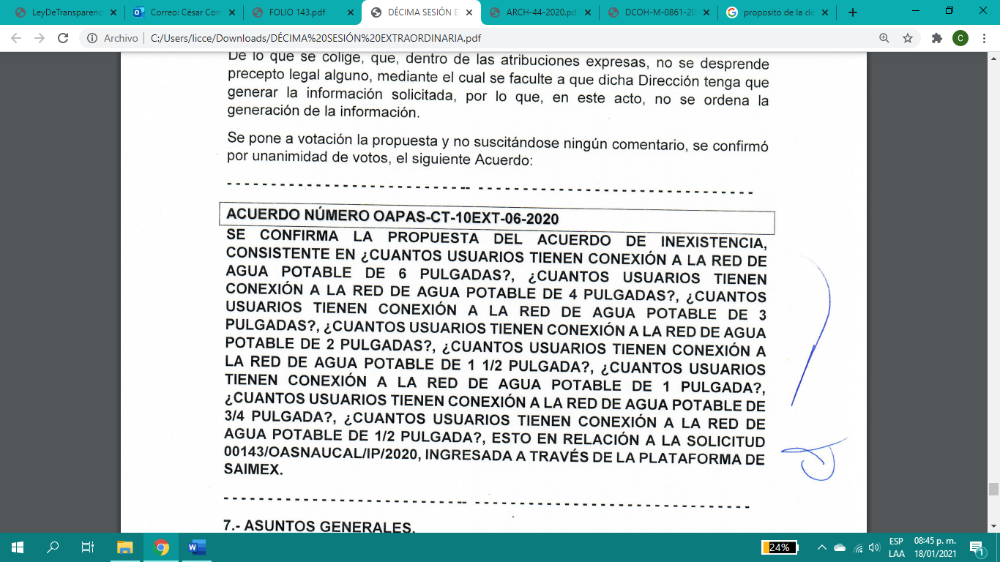 LeyDeTransparenc
Correo: César Con
FOLIO 143.pdf
DÉCIMA SESIÓN E
ARCH-44-2020.pd
DCOH-M-0861-20
proposito de la de
Archivo
C:/Users/licce/Downloads/DÉCIMA%20SESIÓN%20EXTRAORDINARIA.pdf
C
De lo que se colige, que, dentro de las atribuciones expresas, no se desprende
precepto legal alguno, mediante el cual se faculte a que dicha Dirección tenga que
generar la información solicitada, por lo que, en este acto, no se ordena la
generación de la información.
Se pone a votación la propuesta y no suscitándose ningún comentario, se confirmó
por unanimidad de votos, el siguiente Acuerdo:
ACUERDO NÚMERO OAPAS-CT-10EXT-06-2020
SE CONFIRMA LA PROPUESTA DEL ACUERDO DE INEXISTENCIA,
CONSISTENTE EN ¿CUANTOS USUARIOS TIENEN CONEXIÓN A LA RED DE
AGUA POTABLE DE 6 PULGADAS?, ¿CUANTOS USUARIOS TIENEN
CONEXIÓN A LA RED DE AGUA POTABLE DE 4 PULGADAS?, ¿CUANTOS
USUARIOS TIENEN CONEXIÓN A LA RED DE AGUA POTABLE DE 3
PULGADAS?, ¿CUANTOS USUARIOS TIENEN CONEXIÓN A LA RED DE AGUA
POTABLE DE 2 PULGADAS?, ¿CUANTOS USUARIOS TIENEN CONEXIÓN A
LA RED DE AGUA POTABLE DE 1 1/2 PULGADA?, ¿CUANTOS USUARIOS
TIENEN CONEXIÓN A LA RED DE AGUA POTABLE DE 1 PULGADA?,
¿CUANTOS USUARIOS TIENEN CONEXIÓN A LA RED DE AGUA POTABLE DE
3/4 PULGADA?, ¿CUANTOS USUARIOS TIENEN CONEXIÓN A LA RED DE
AGUA POTABLE DE 1/2 PULGADA?, ESTO EN RELACIÓN A LA SOLICITUD
00143/OASNAUCAL/IP/2020, INGRESADA A TRAVÉS DE LA PLATAFORMA DE
SAIMEX.
7.- ASUNTOS GENERALES.
24%
ESP
LAA
08:45 p. m.
18/01/2021
1